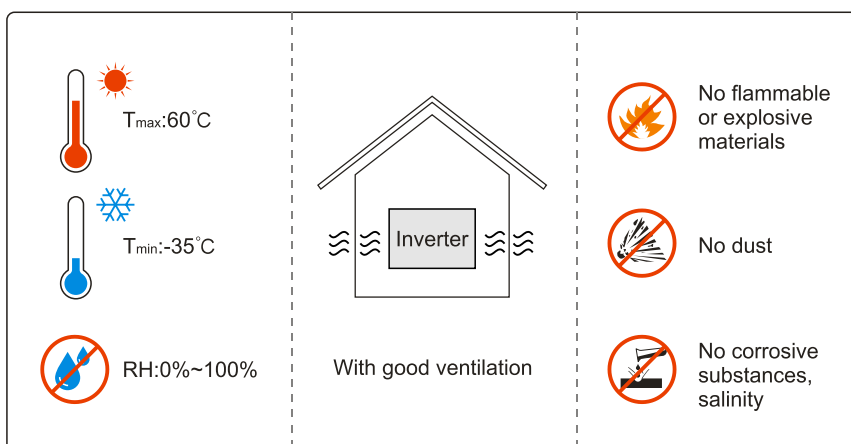 Tmax:60°C
Tmin:-35°C
RH:0%~100%
Inverter
With good ventilation
No flammable
or explosive
materials
No dust
No corrosive
substances,
salinity